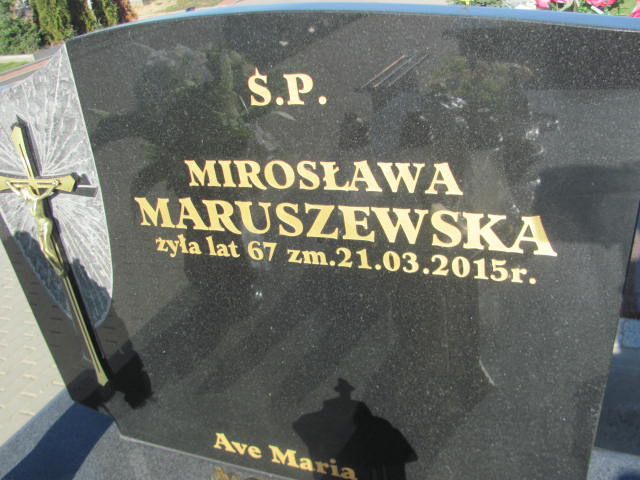 Ś.P.
MIROSŁAWA
MARUSZEWSKA
żyła lat 67 zm.21.03.2015r.
Ave Maria